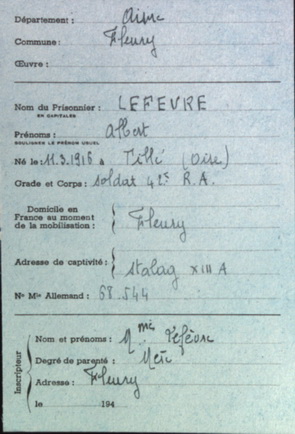 Département : Aisne
Commune : Fleury
Œuvre :
Nom du Prisonnier : LEFEVRE
EN CAPITALES
Prénoms : Albert
SOULIGNER LE PRÉNOM USUEL
Né le 11.3.1916 à Tillé (Oise)
Grade et Corps : soldat 42e R.A.
Domicile en
France au moment
de la mobilisation : Fleury
Adresse de captivité : Stalag XIII A
No Mle Allemand : 68.544
Inscripteur
Nom et prénoms : Mme Lefèvre
Degré de parenté : Mère
Adresse : Fleury
le 194